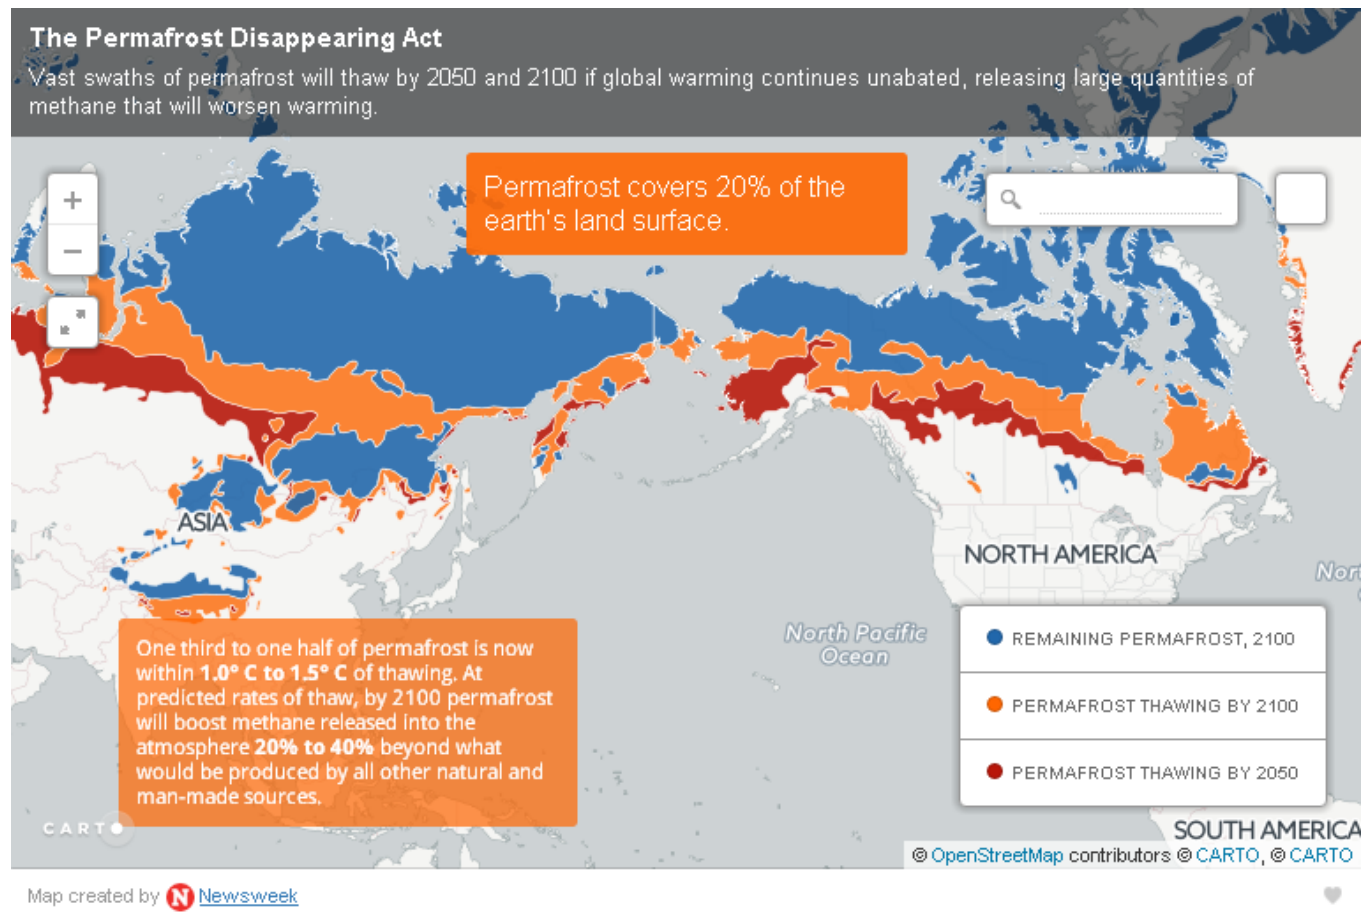 The Permafrost Disappearing Act
Vast swaths of permafrost will thaw by 2050 and 2100 if global warming continues unabated, releasing large quantities of
methane that will worsen warming.
+
−
Permafrost covers 20% of the
earth's land surface.
ASIA
NORTH AMERICA
North Pacific
Ocean
Nort
One third to one half of permafrost is now
within 1.0° C to 1.5° C of thawing. At
predicted rates of thaw, by 2100 permafrost
will boost methane released into the
atmosphere 20% to 40% beyond what
would be produced by all other natural and
man-made sources.
REMAINING PERMAFROST, 2100
PERMAFROST THAWING BY 2100
PERMAFROST THAWING BY 2050
CARTO
SOUTH AMERICA
© OpenStreetMap contributors © CARTO, © CARTO
Map created by N Newsweek